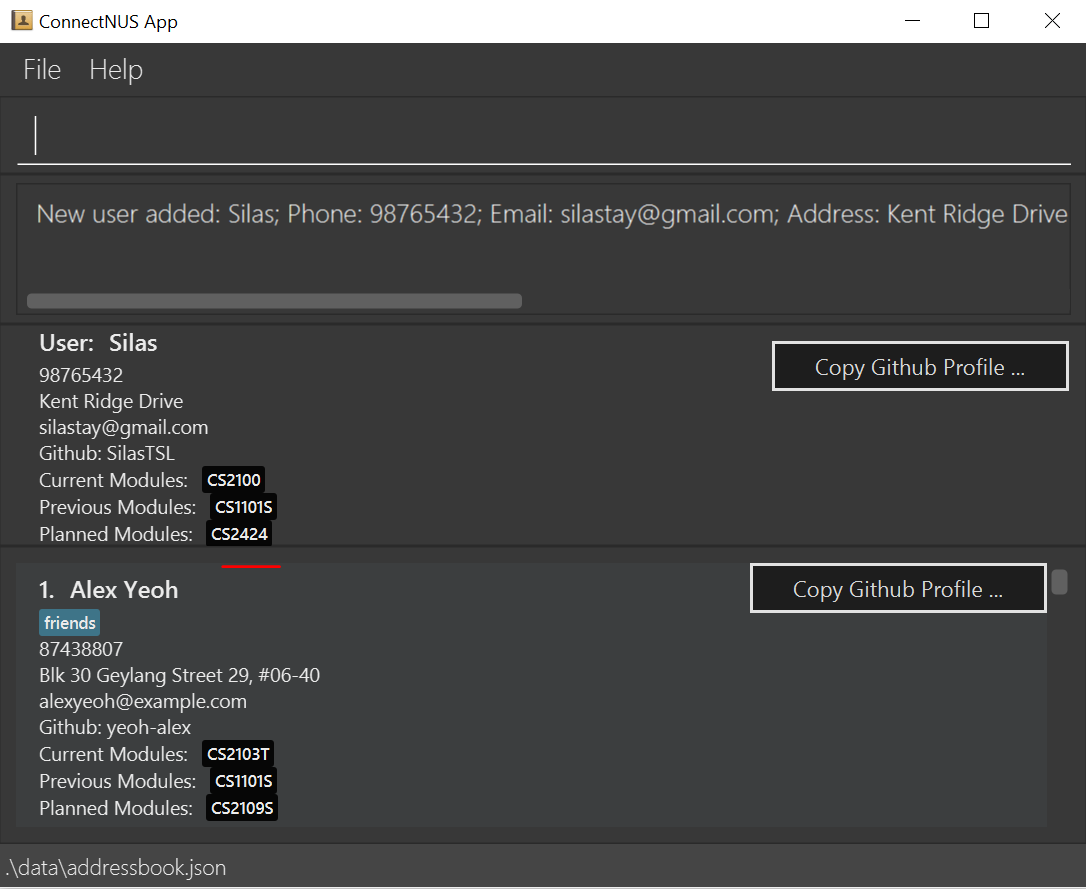 ConnectNUS App
File Help
New user added: Silas; Phone: 98765432; Email: silastay@gmail.com; Address: Kent Ridge Drive
User: Silas
Copy Github Profile ...
98765432
Kent Ridge Drive
silastay@gmail.com
Github: SilasTSL
Current Modules: CS2100
Previous Modules: CS1101S
Planned Modules: CS2424
1. Alex Yeoh
Copy Github Profile ...
friends
87438807
Blk 30 Geylang Street 29, #06-40
alexyeoh@example.com
Github: yeoh-alex
Current Modules: CS2103T
Previous Modules: CS1101S
Planned Modules: CS2109S
.\data\addressbook.json